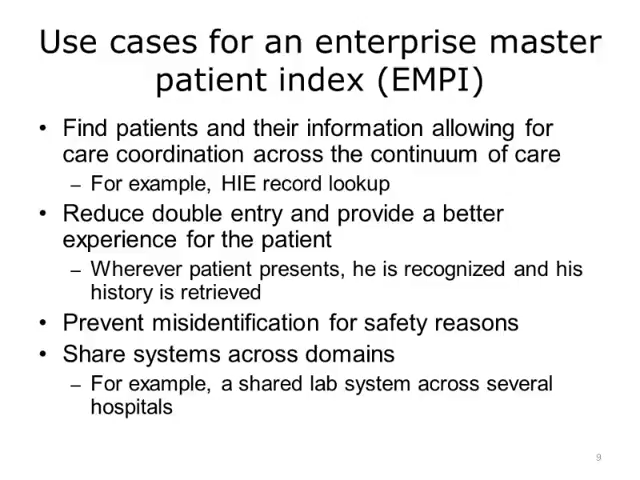 Use cases for an enterprise master
patient index (EMPI)
• Find patients and their information allowing for
care coordination across the continuum of care
– For example, HIE record lookup
• Reduce double entry and provide a better
experience for the patient
– Wherever patient presents, he is recognized and his
history is retrieved
• Prevent misidentification for safety reasons
• Share systems across domains
– For example, a shared lab system across several
hospitals
9